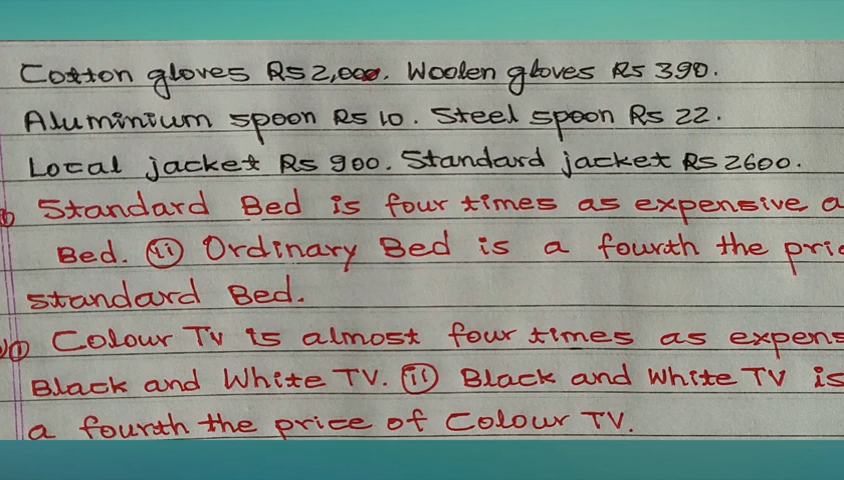 Cotton gloves Rs 2,000. Woolen gloves Rs 390.
Aluminium spoon Rs 10. Steel spoon Rs 22.
Local jacket Rs 900. Standard jacket Rs 2600.
Standard Bed is four times as expensive a
Bed. (ii) Ordinary Bed is a fourth the pric
standard Bed.
(i) Colour TV is almost four times as expens
Black and White TV. (ii) Black and White TV is
a fourth the price of Colour TV.